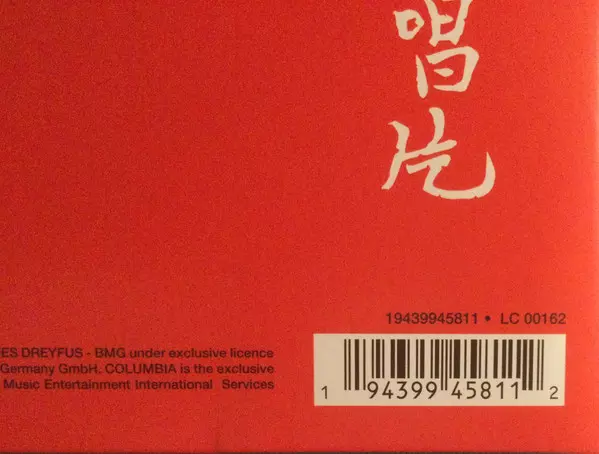 唱
片
19439945811 • LC 00162
ES DREYFUS - BMG under exclusive licence
Germany GmbH, COLUMBIA is the exclusive
Music Entertainment International Services
1 94399 45811 2